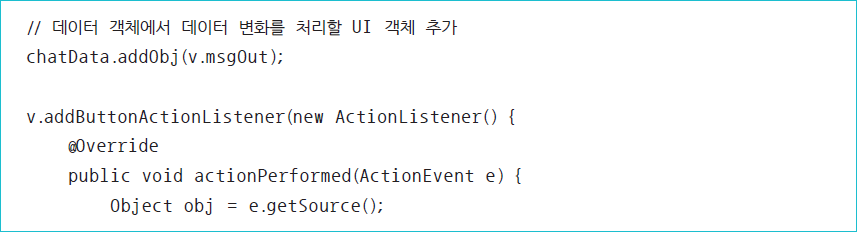 // 데이터 객체에서 데이터 변화를 처리할 UI 객체 추가
chatData.addObj(v.msgOut);
v.addButtonActionListener(new ActionListener() {
@Override
public void actionPerformed(ActionEvent e) {
Object obj = e.getSource();